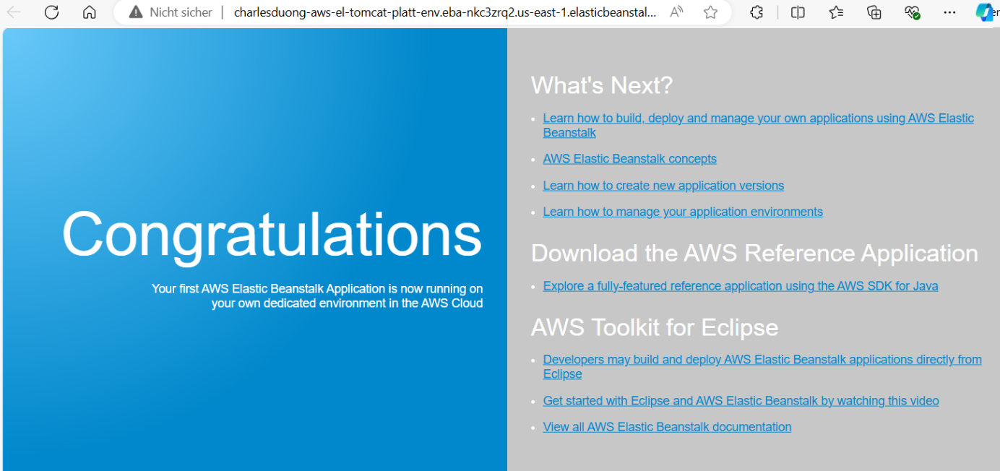 Nicht sicher | charlesduong-aws-el-tomcat-platt-env.eba-nkc3zrq2.us-east-1.elasticbeanstal...
Congratulations
Your first AWS Elastic Beanstalk Application is now running on
your own dedicated environment in the AWS Cloud
What's Next?
Learn how to build, deploy and manage your own applications using AWS Elastic
Beanstalk
AWS Elastic Beanstalk concepts
Learn how to create new application versions
Learn how to manage your application environments
Download the AWS Reference Application
Explore a fully-featured reference application using the AWS SDK for Java
AWS Toolkit for Eclipse
Developers may build and deploy AWS Elastic Beanstalk applications directly from
Eclipse
Get started with Eclipse and AWS Elastic Beanstalk by watching this video
View all AWS Elastic Beanstalk documentation